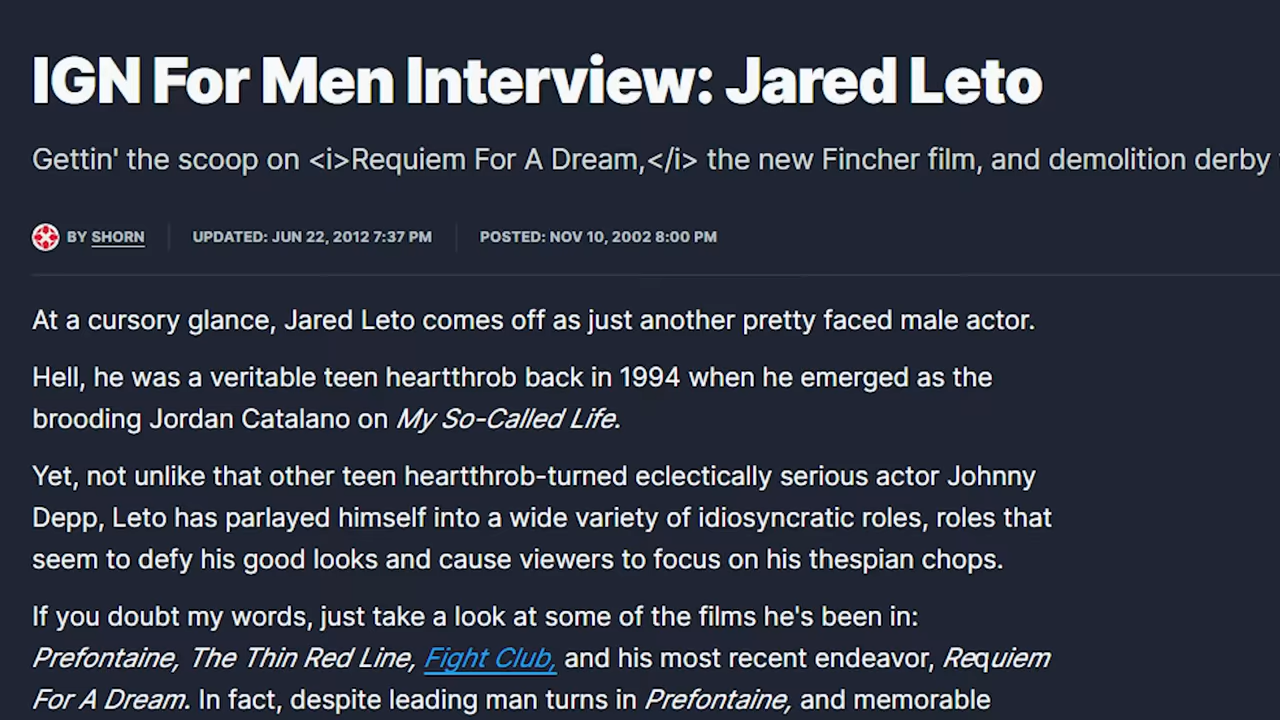 IGN For Men Interview: Jared Leto
Gettin' the scoop on <i>Requiem For A Dream,</i> the new Fincher film, and demolition derby
BY SHORN UPDATED: JUN 22, 2012 7:37 PM POSTED: NOV 10, 2002 8:00 PM
At a cursory glance, Jared Leto comes off as just another pretty faced male actor.
Hell, he was a veritable teen heartthrob back in 1994 when he emerged as the
brooding Jordan Catalano on My So-Called Life.
Yet, not unlike that other teen heartthrob-turned eclectically serious actor Johnny
Depp, Leto has parlayed himself into a wide variety of idiosyncratic roles, roles that
seem to defy his good looks and cause viewers to focus on his thespian chops.
If you doubt my words, just take a look at some of the films he's been in:
Prefontaine, The Thin Red Line, Fight Club, and his most recent endeavor, Requiem
For A Dream. In fact, despite leading man turns in Prefontaine, and memorable